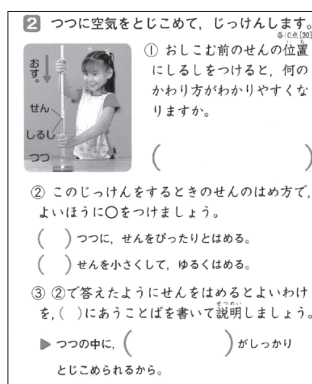 2 つつに空気をとじこめて，じっけんします。
各10点[30]
① おしこむ前のせんの位置
にしるしをつけると，何の
かわり方がわかりやすくな
りますか。
おす。
せん
しるし
つつ
(　　　　　)
② このじっけんをするときのせんのはめ方で，
よいほうに○をつけましょう。
(　) つつに，せんをぴったりとはめる。
(　) せんを小さくして，ゆるくはめる。
③ ②で答えたようにせんをはめるとよいわけ
を，(　)にあうことばを書いて説明しましょう。
せつめい
▶ つつの中に，(　　　　　)がしっかり
とじこめられるから。